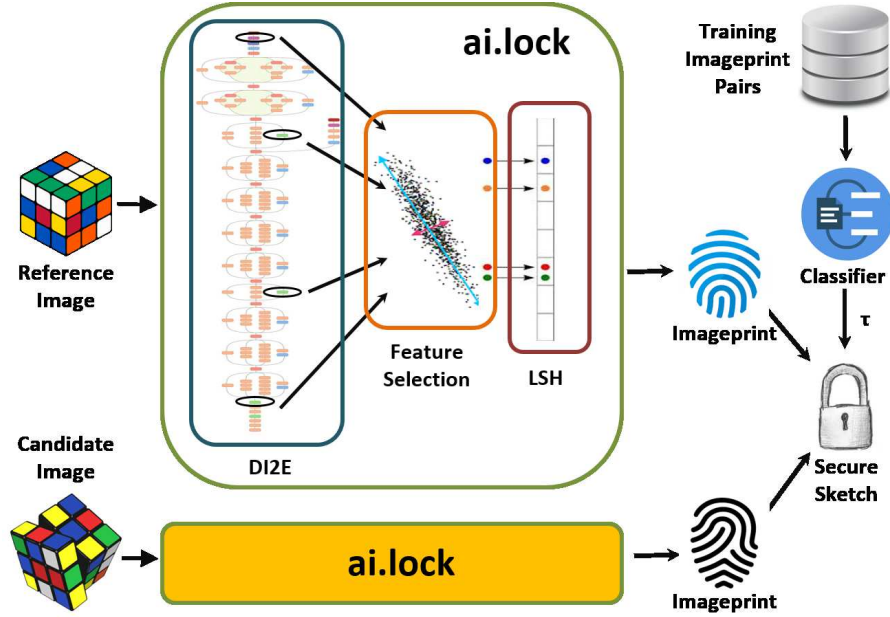 ai.lock
Training
Imageprint
Pairs
Reference
Image
Feature
Selection
LSH
DI2E
Imageprint
Classifier
τ
Candidate
Image
ai.lock
Imageprint
Secure
Sketch